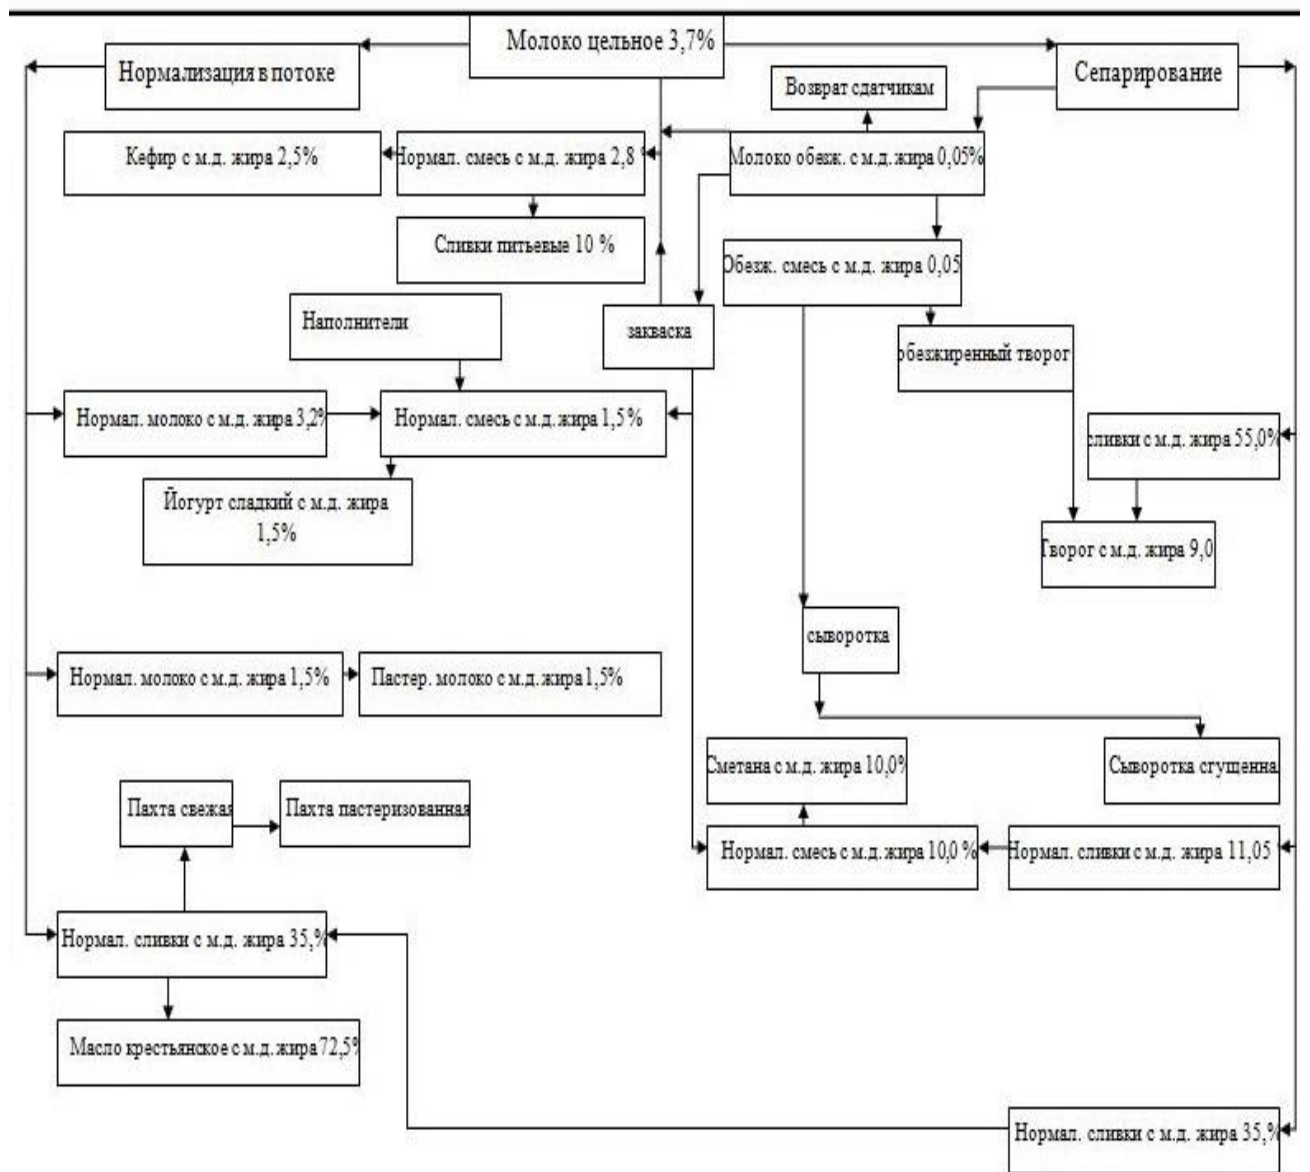 Молоко цельное 3,7%
Нормализация в потоке
Сепарирование
Возврат сдатчикам
Кефир с м.д. жира 2,5%
Нормал. смесь с м.д. жира 2,8 %
Молоко обезж. с м.д. жира 0,05%
Сливки питьевые 10 %
Обезж. смесь с м.д. жира 0,05
Наполнители
закваска
обезжиренный творог
Нормал. молоко с м.д. жира 3,2%
Нормал. смесь с м.д. жира 1,5 %
сливки с м.д. жира 55,0%
Йогурт сладкий с м.д. жира
1,5%
Творог с м.д. жира 9,0
сыворотка
Нормал. молоко с м.д. жира 1,5%
Пастер. молоко с м.д. жира 1,5%
Сметана с м.д. жира 10,0%
Сыворотка сгущенна
Пахта свежая
Пахта пастеризованная
Нормал. смесь с м.д. жира 10,0 %
Нормал. сливки с м.д. жира 11,05
Нормал. сливки с м.д. жира 35,%
Масло крестьянское с м.д. жира 72,5%
Нормал. сливки с м.д. жира 35,%